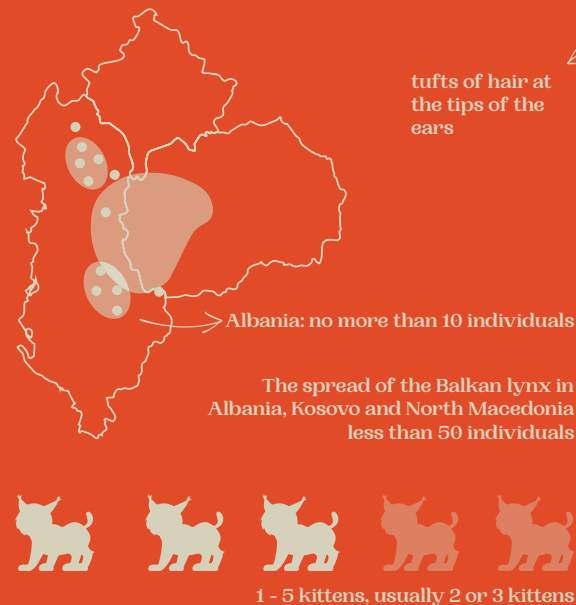 tufts of hair at
the tips of the
ears
Albania: no more than 10 individuals
The spread of the Balkan lynx in
Albania, Kosovo and North Macedonia
less than 50 individuals
1 - 5 kittens, usually 2 or 3 kittens